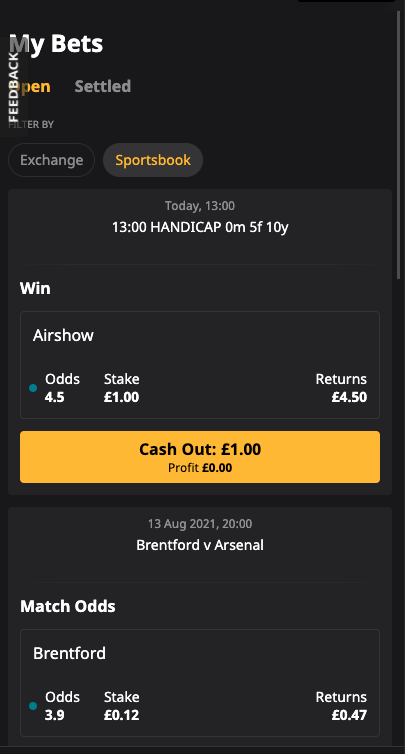 My Bets
Open Settled
FEEDBACK
FILTER BY
Exchange Sportsbook
Today, 13:00
13:00 HANDICAP 0m 5f 10y
Win
Airshow
Odds Stake Returns
4.5 £1.00 £4.50
Cash Out: £1.00
Profit £0.00
13 Aug 2021, 20:00
Brentford v Arsenal
Match Odds
Brentford
Odds Stake Returns
3.9 £0.12 £0.47